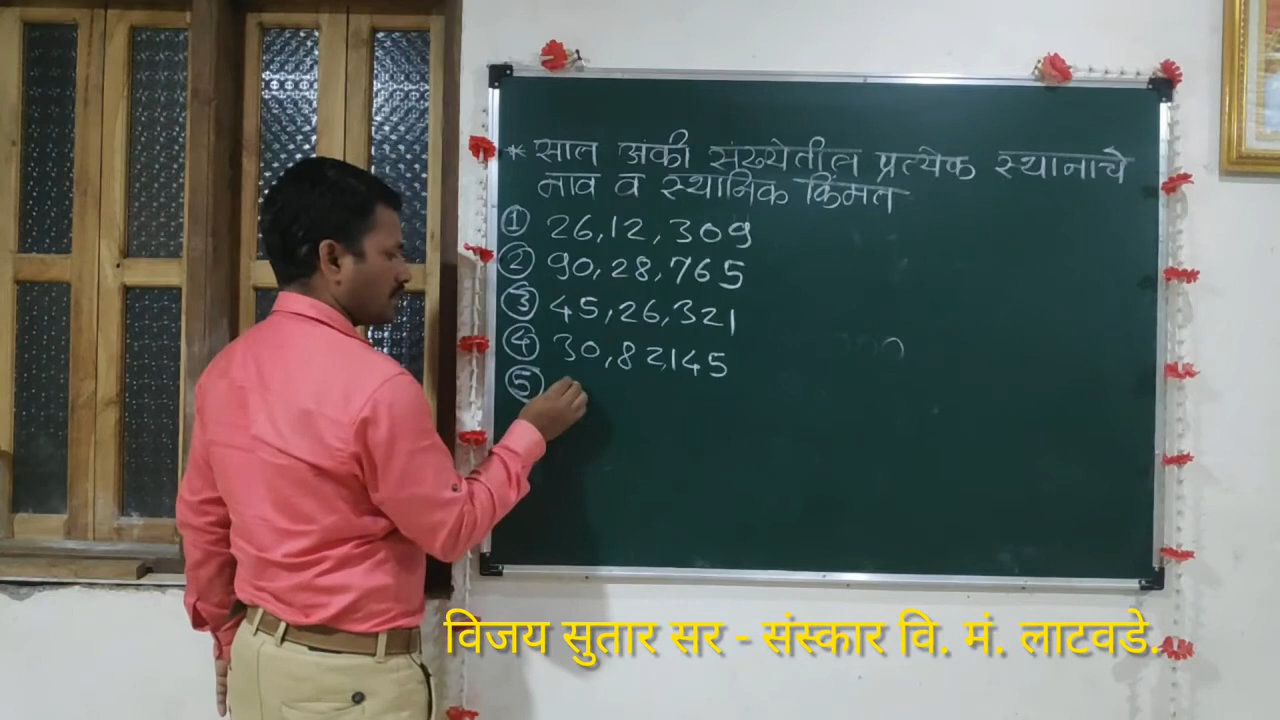 * सात अंकी संख्येतील प्रत्येक स्थानाचे
नाव व स्थानिक किंमत
① 26,12,309
② 90,28,765
③ 45,26,321
④ 30,82,145
⑤
विजय सुतार सर - संस्कार वि. मं. लाटवडे.